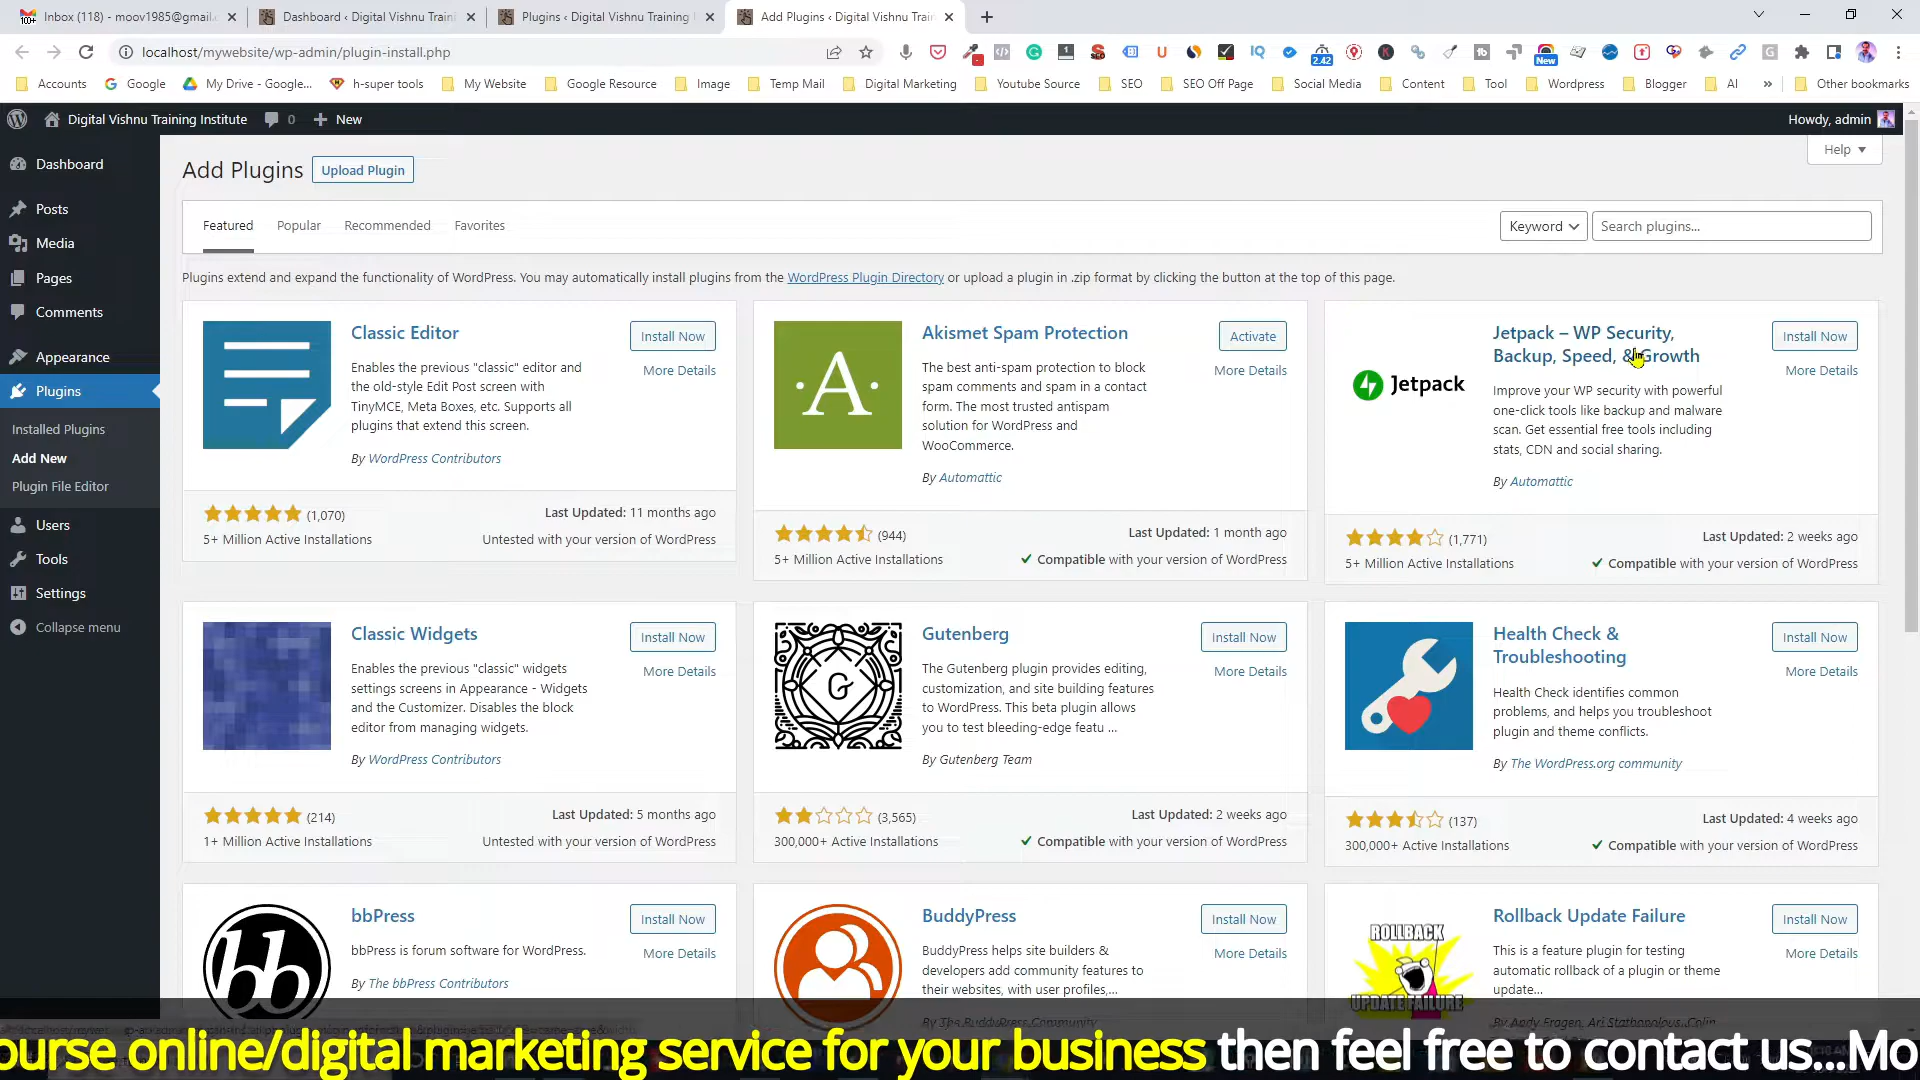 Inbox (118) - moov1985@gmail.c
Dashboard ‹ Digital Vishnu Traini
Plugins ‹ Digital Vishnu Training I
Add Plugins ‹ Digital Vishnu Train
localhost/mywebsite/wp-admin/plugin-install.php
Accounts
Google
My Drive - Google...
h-super tools
My Website
Google Resource
Image
Temp Mail
Digital Marketing
Youtube Source
SEO
SEO Off Page
Social Media
Content
Tool
Wordpress
Blogger
AI
»
Other bookmarks
2.42
New
Digital Vishnu Training Institute
0
New
Howdy, admin
Dashboard
Posts
Media
Pages
Comments
Appearance
Plugins
Installed Plugins
Add New
Plugin File Editor
Users
Tools
Settings
Collapse menu
Add Plugins
Upload Plugin
Help
Featured
Popular
Recommended
Favorites
Keyword
Search plugins...
Plugins extend and expand the functionality of WordPress. You may automatically install plugins from the WordPress Plugin Directory or upload a plugin in .zip format by clicking the button at the top of this page.
Classic Editor
Install Now
More Details
Enables the previous "classic" editor and
the old-style Edit Post screen with
TinyMCE, Meta Boxes, etc. Supports all
plugins that extend this screen.
By WordPress Contributors
(1,070)
Last Updated: 11 months ago
5+ Million Active Installations
Untested with your version of WordPress
Akismet Spam Protection
Activate
More Details
The best anti-spam protection to block
spam comments and spam in a contact
form. The most trusted antispam
solution for WordPress and
WooCommerce.
By Automattic
(944)
Last Updated: 1 month ago
5+ Million Active Installations
Compatible with your version of WordPress
Jetpack
Jetpack – WP Security,
Backup, Speed, & Growth
Install Now
More Details
Improve your WP security with powerful
one-click tools like backup and malware
scan. Get essential free tools including
stats, CDN and social sharing.
By Automattic
(1,771)
Last Updated: 2 weeks ago
5+ Million Active Installations
Compatible with your version of WordPress
Classic Widgets
Install Now
More Details
Enables the previous "classic" widgets
settings screens in Appearance - Widgets
and the Customizer. Disables the block
editor from managing widgets.
By WordPress Contributors
(214)
Last Updated: 5 months ago
1+ Million Active Installations
Untested with your version of WordPress
Gutenberg
Install Now
More Details
The Gutenberg plugin provides editing,
customization, and site building features
to WordPress. This beta plugin allows
you to test bleeding-edge featu ...
By Gutenberg Team
(3,565)
Last Updated: 2 weeks ago
300,000+ Active Installations
Compatible with your version of WordPress
Health Check &
Troubleshooting
Install Now
More Details
Health Check identifies common
problems, and helps you troubleshoot
plugin and theme conflicts.
By The WordPress.org community
(137)
Last Updated: 4 weeks ago
300,000+ Active Installations
Compatible with your version of WordPress
bbPress
Install Now
More Details
bbPress is forum software for WordPress.
By The bbPress Contributors
BuddyPress
Install Now
More Details
BuddyPress helps site builders &
developers add community features to
their websites, with user profiles,...
By The BuddyPress Community
ROLLBACK
UPDATE FAILURE
Rollback Update Failure
Install Now
More Details
This is a feature plugin for testing
automatic rollback of a plugin or theme
update...
By Andy Fragen, Ari Stathopoulos, Colin
ourse online/digital marketing service for your business then feel free to contact us...Mo